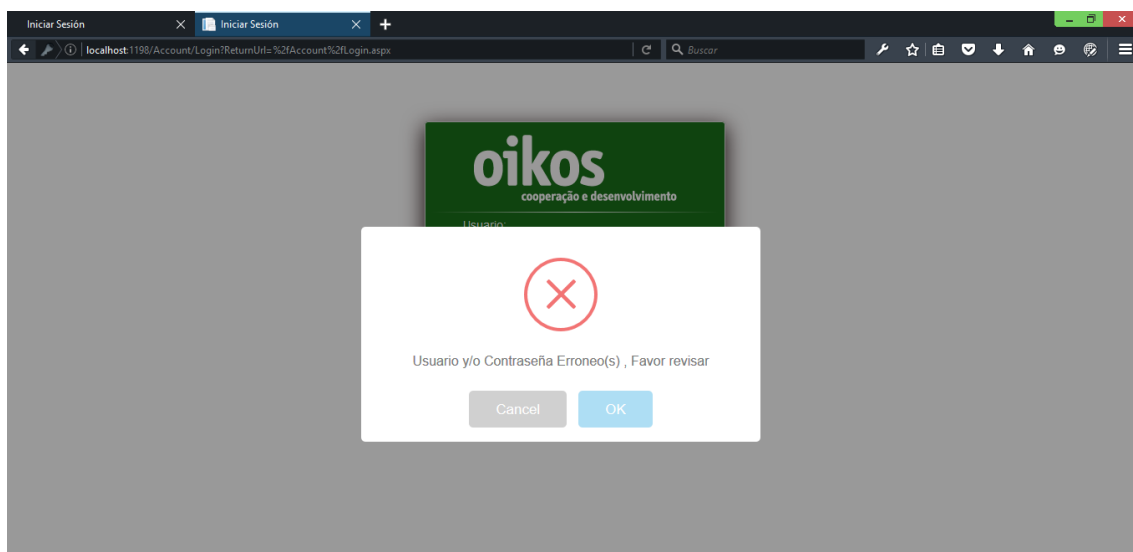 Iniciar Sesión
Iniciar Sesión
localhost:1198/Account/Login?ReturnUrl=%2fAccount%2fLogin.aspx
Buscar
oikos
cooperação e desenvolvimento
Usuario:
Usuario y/o Contraseña Erroneo(s) , Favor revisar
Cancel
OK